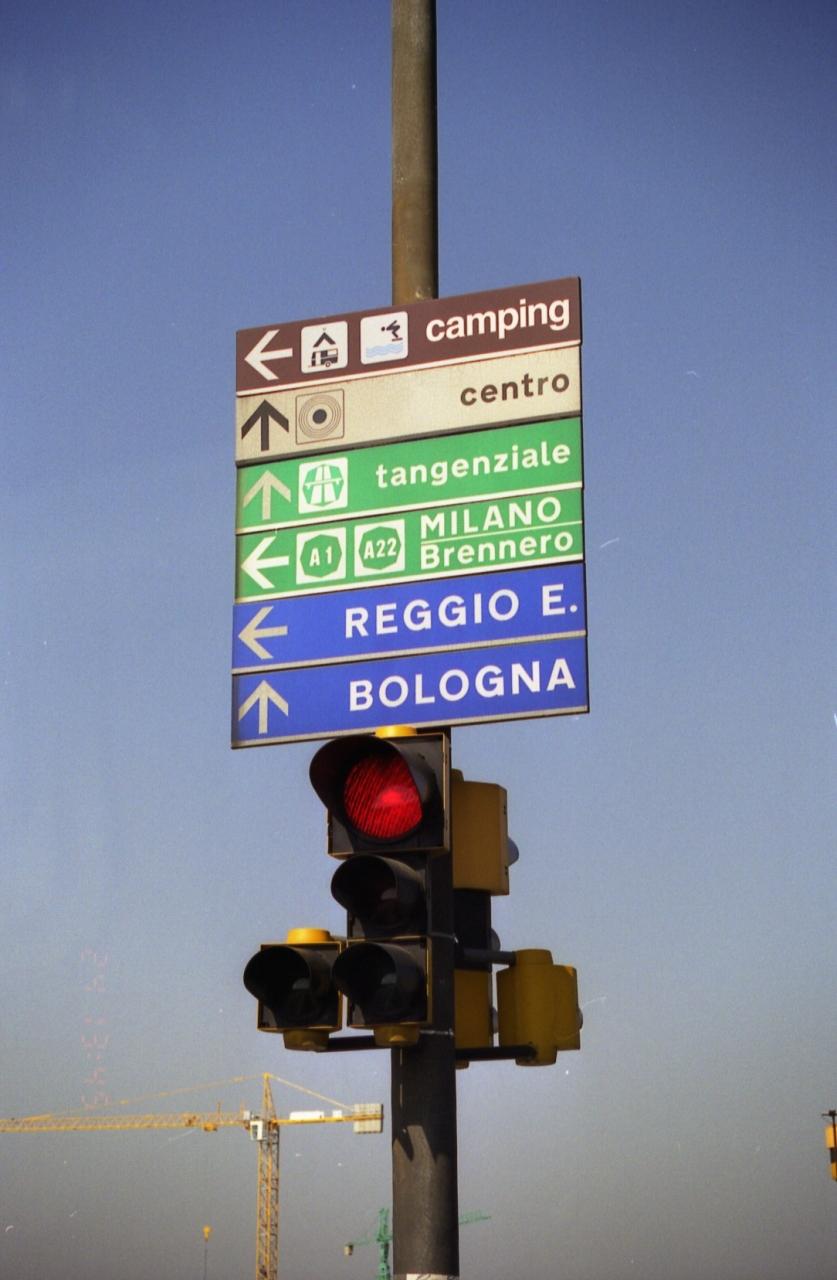 camping
centro
tangenziale
A1 A22 MILANO
Brennero
REGGIO E.
BOLOGNA